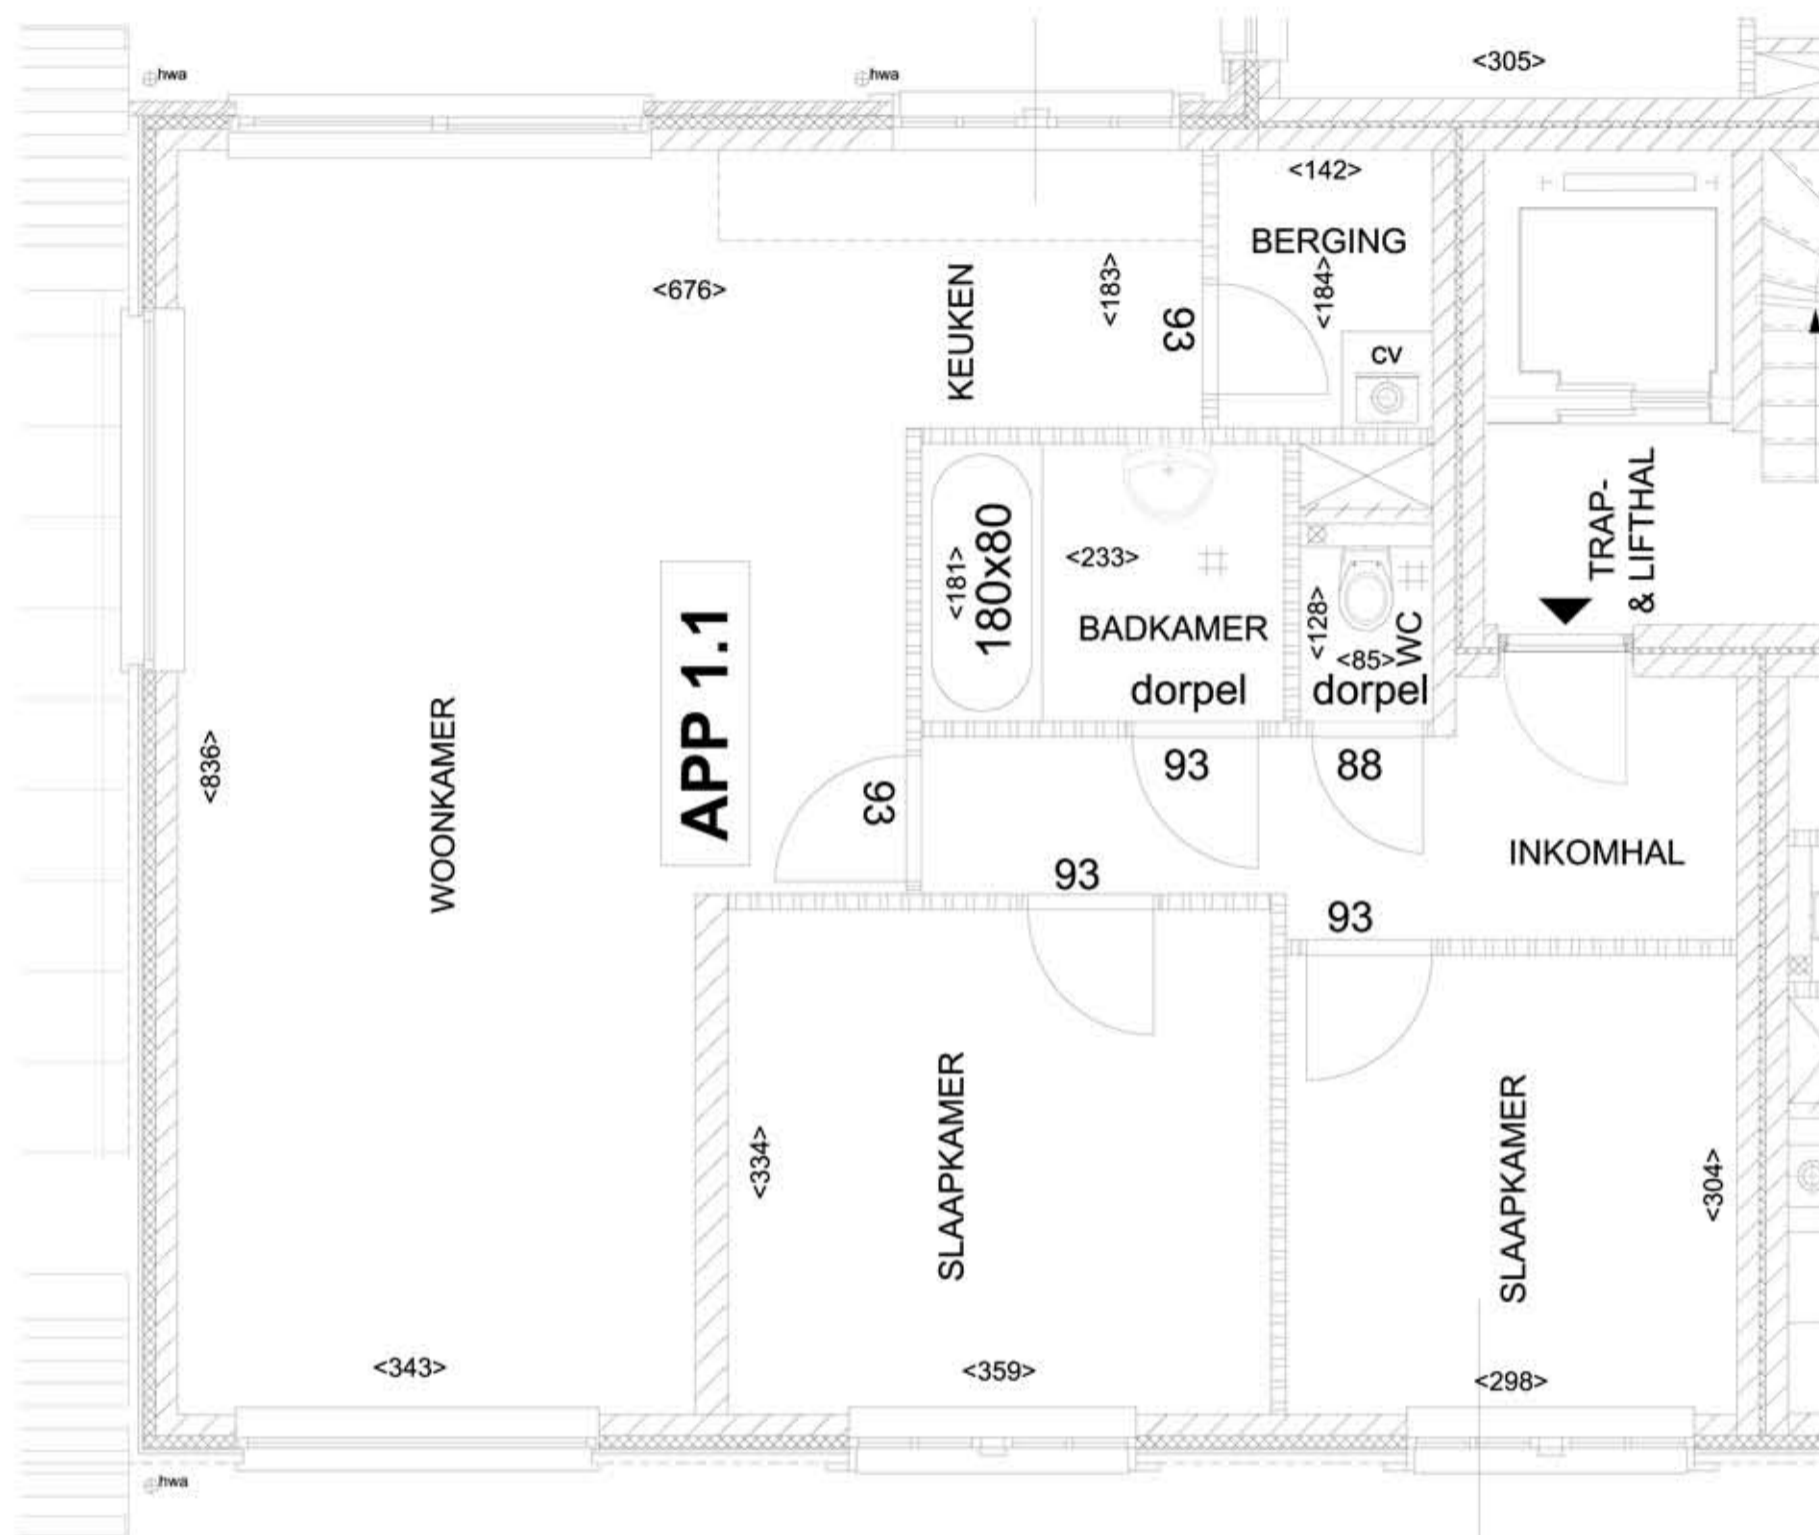 <305>
hwa
hwa
<142>
BERGING
<676>
KEUKEN
<183>
93
<184>
CV
TRAP-
& LIFTHAL
<181>
180x80
<233>
BADKAMER
dorpel
<128>
<85>
WC
dorpel
APP 1.1
<836>
WOONKAMER
93
93
88
INKOMHAL
93
93
<334>
SLAAPKAMER
SLAAPKAMER
<304>
<343>
<359>
<298>
hwa